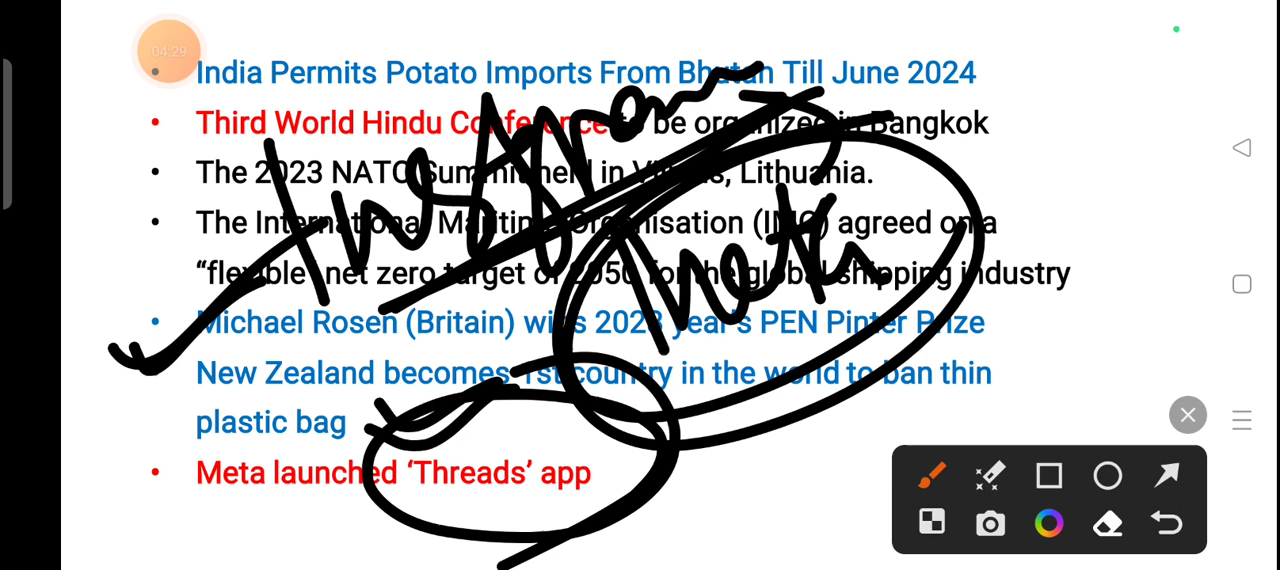 04:29
India Permits Potato Imports From Bhutan Till June 2024
Third World Hindu Conference to be organized in Bangkok
The 2023 NATO Summit held in Vilnius, Lithuania.
The International Maritime Organisation (IMO) agreed on a
“flexible” net zero target of 2050 for the global shipping industry
Michael Rosen (Britain) wins 2023 year's PEN Pinter Prize
New Zealand becomes 1st country in the world to ban thin
plastic bag
Meta launched ‘Threads’ app